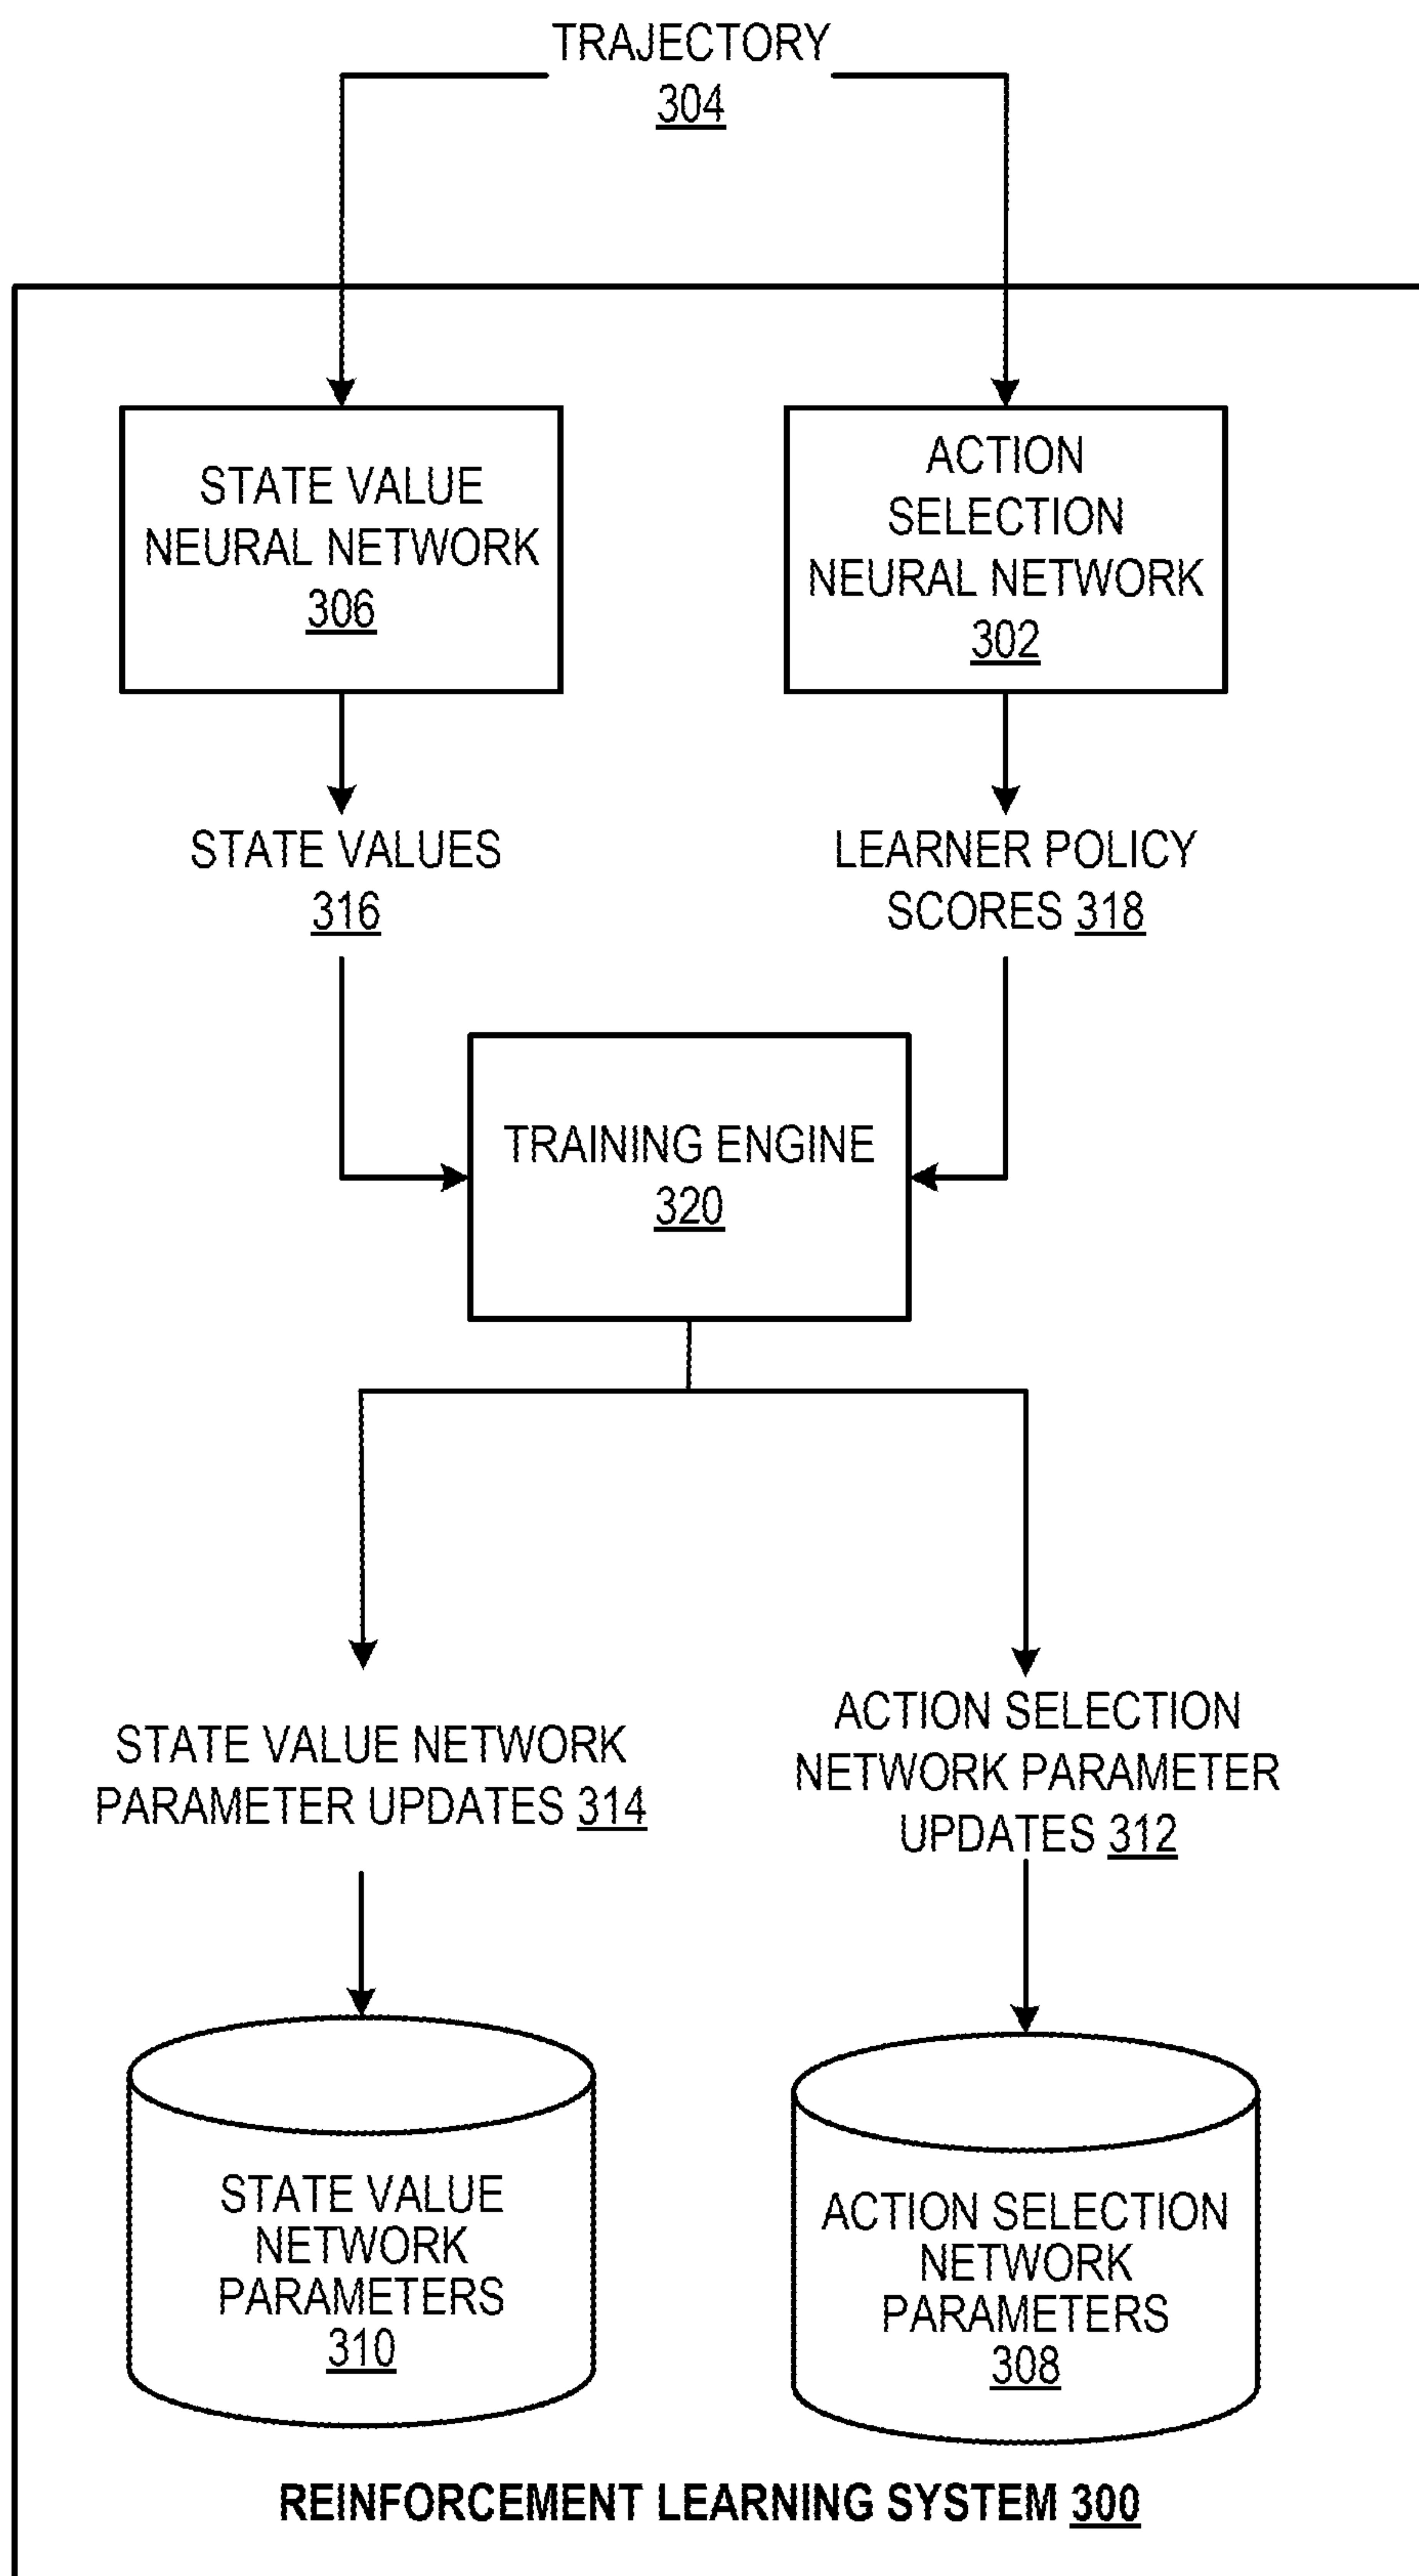 TRAJECTORY
304
STATE VALUE
NEURAL NETWORK
306
ACTION
SELECTION
NEURAL NETWORK
302
STATE VALUES
316
LEARNER POLICY
SCORES 318
TRAINING ENGINE
320
STATE VALUE NETWORK
PARAMETER UPDATES 314
ACTION SELECTION
NETWORK PARAMETER
UPDATES 312
STATE VALUE
NETWORK
PARAMETERS
310
ACTION SELECTION
NETWORK
PARAMETERS
308
REINFORCEMENT LEARNING SYSTEM 300